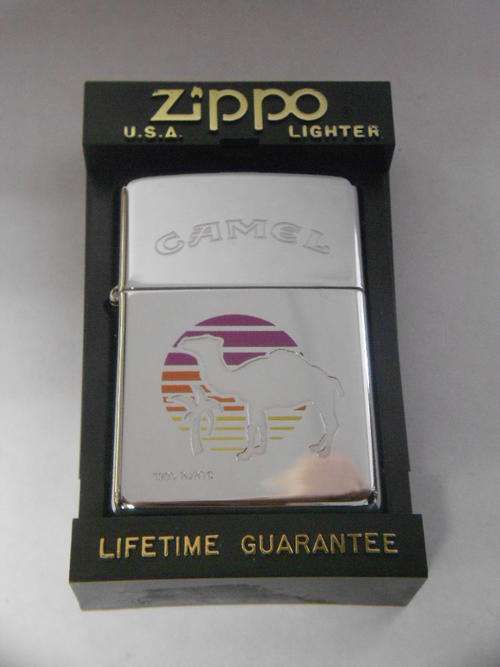 Zippo
U.S.A. LIGHTER
CAMEL
LIFETIME GUARANTEE